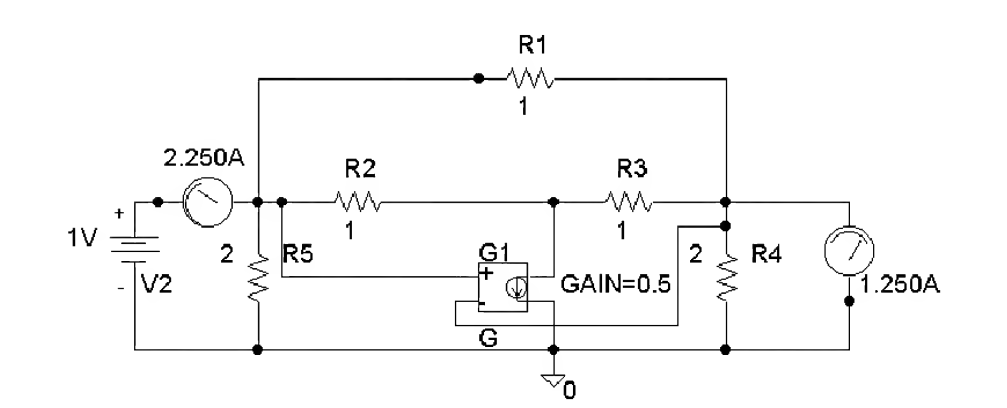 R1
1
2.250A
R2
R3
+
1
1
1V
2
R5
G1
2
R4
+
-
V2
GAIN=0.5
-
1.250A
G
0